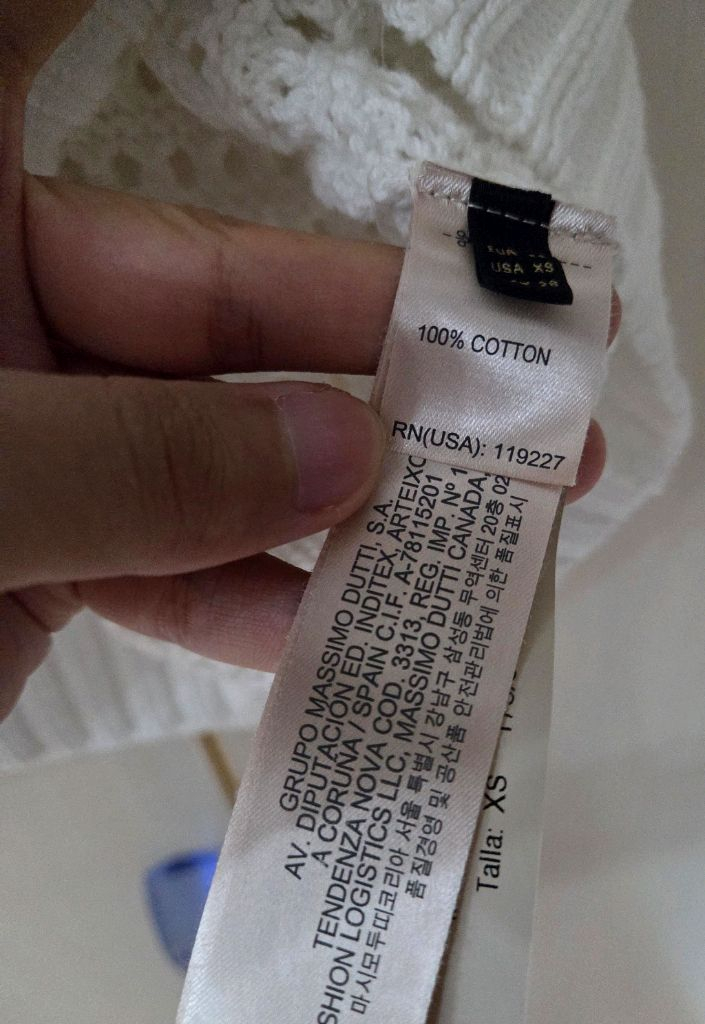 USA XS
100% COTTON
RN(USA): 119227
GRUPO MASSIMO DUTTI, S.A.
AV. DIPUTACIÓN ED. INDITEX, ARTEIXO
A CORUÑA / SPAIN C.I.F. A-78115201
TENDENZA NOVA COD. 3313, REG. IMP. Nº 1
SHION LOGISTICS LLC, MASSIMO DUTTI CANADA,
마시모두띠코리아 서울 특별시 강남구 삼성동 무역센터 20층 02
품질경영 및 공산품 안전관리법에 의한 품질표시
Talla: XS